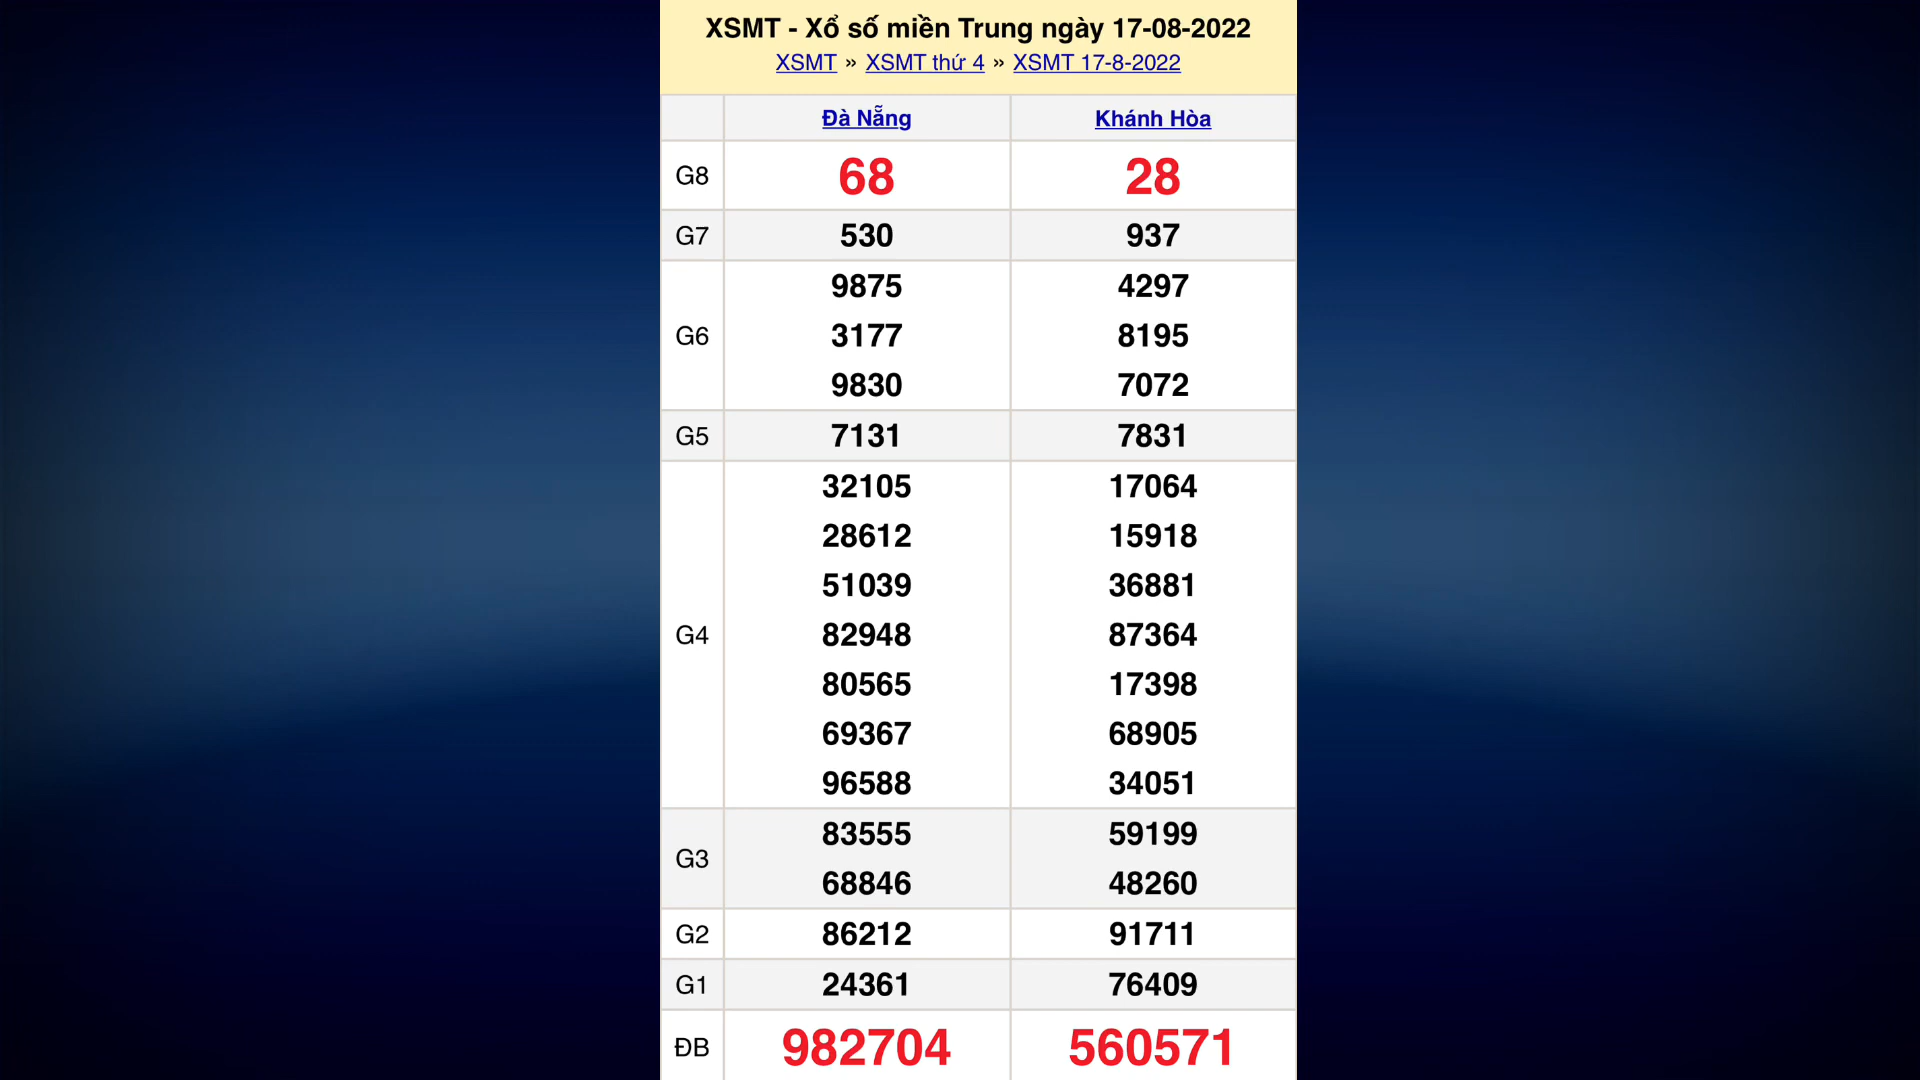 XSMT - Xổ số miền Trung ngày 17-08-2022
XSMT » XSMT thứ 4 » XSMT 17-8-2022
Đà Nẵng Khánh Hòa
G8 68 28
G7 530 937
9875 4297
G6 3177 8195
9830 7072
G5 7131 7831
32105 17064
28612 15918
51039 36881
G4 82948 87364
80565 17398
69367 68905
96588 34051
G3 83555 59199
68846 48260
G2 86212 91711
G1 24361 76409
ĐB 982704 560571